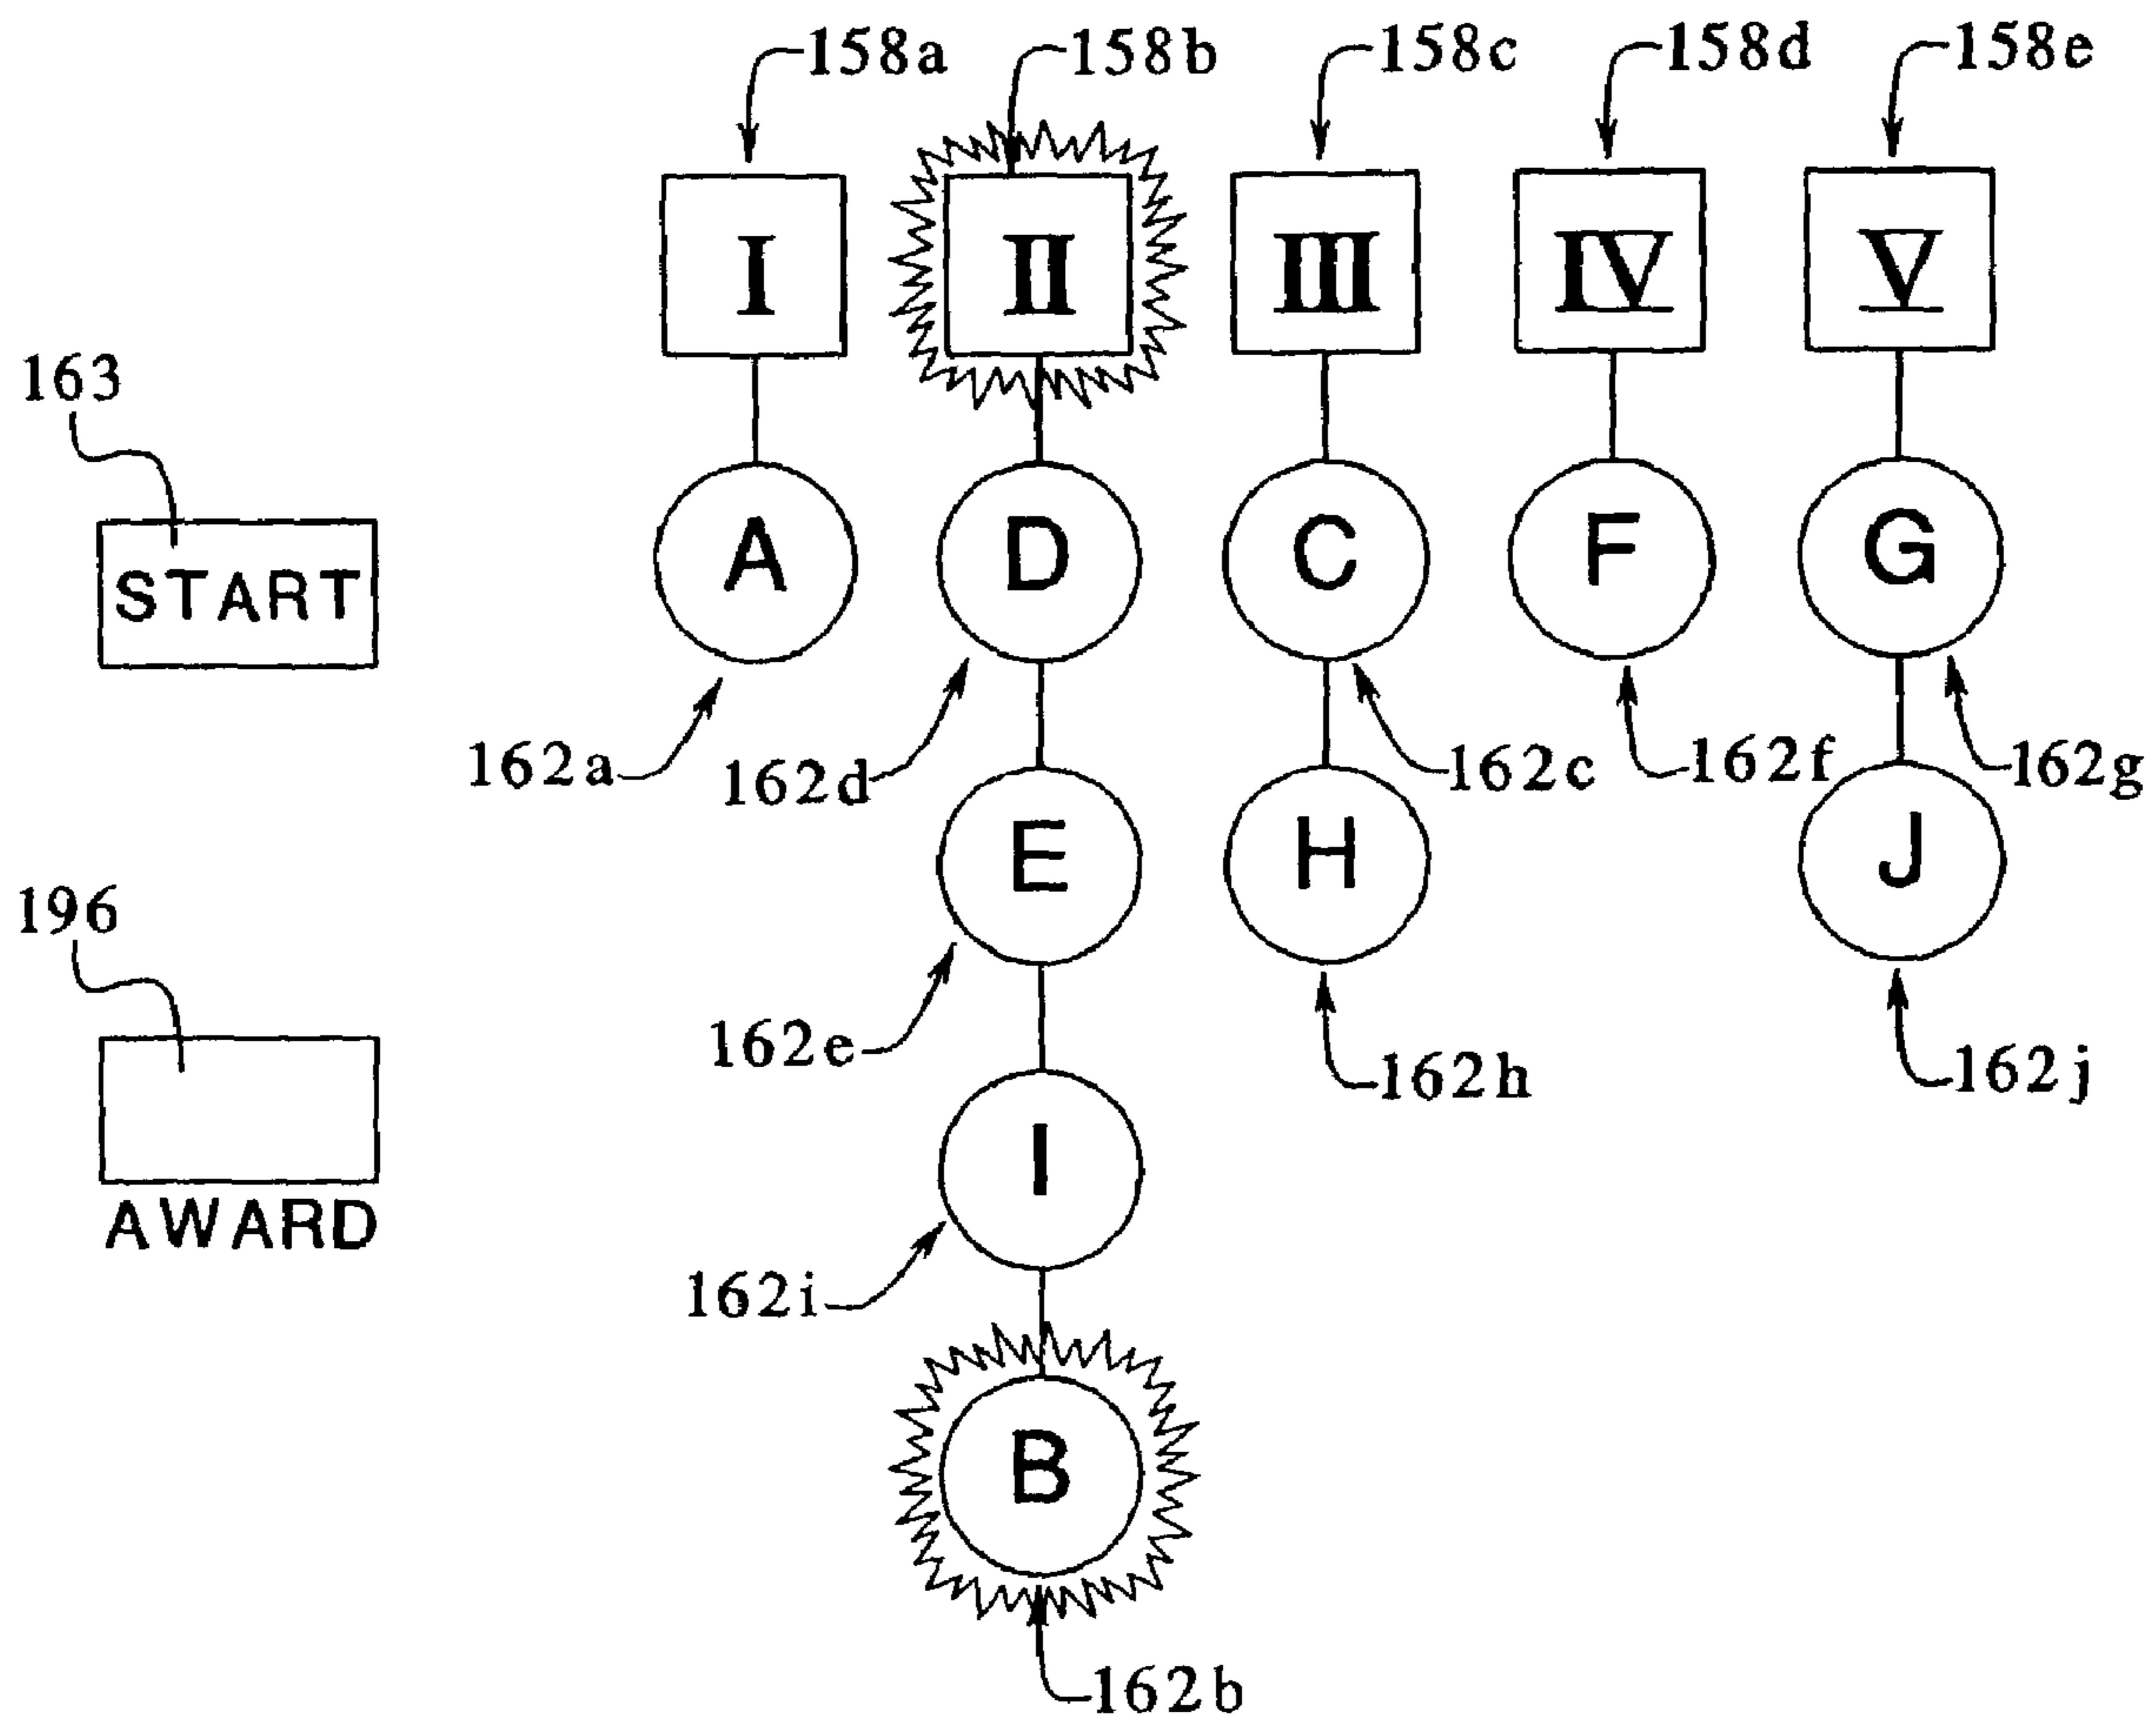 158a 158b 158c 158d 158e
I II III IV V
163
START
A D C F G
162a 162d 162c 162f 162g
E H J
196
162e 162h 162j
AWARD
I
162i
B
162b